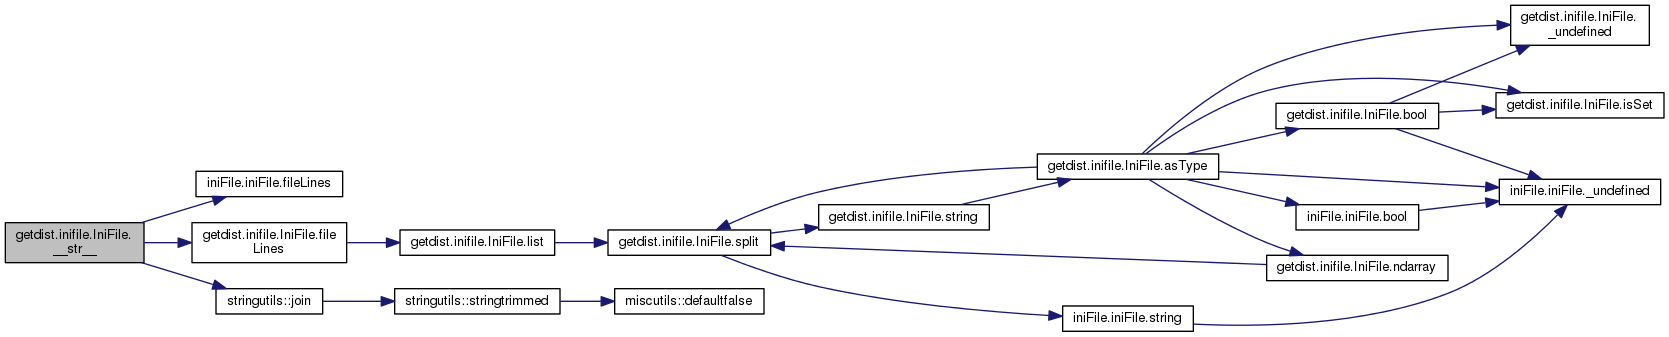 getdist.inifile.IniFile.
__str__
iniFile.iniFile.fileLines
getdist.inifile.IniFile.file
Lines
stringutils::join
getdist.inifile.IniFile.list
stringutils::stringtrimmed
getdist.inifile.IniFile.split
miscutils::defaultfalse
getdist.inifile.IniFile.string
getdist.inifile.IniFile.asType
iniFile.iniFile.string
getdist.inifile.IniFile.bool
iniFile.iniFile.bool
getdist.inifile.IniFile.ndarray
getdist.inifile.IniFile.
_undefined
getdist.inifile.IniFile.isSet
iniFile.iniFile._undefined